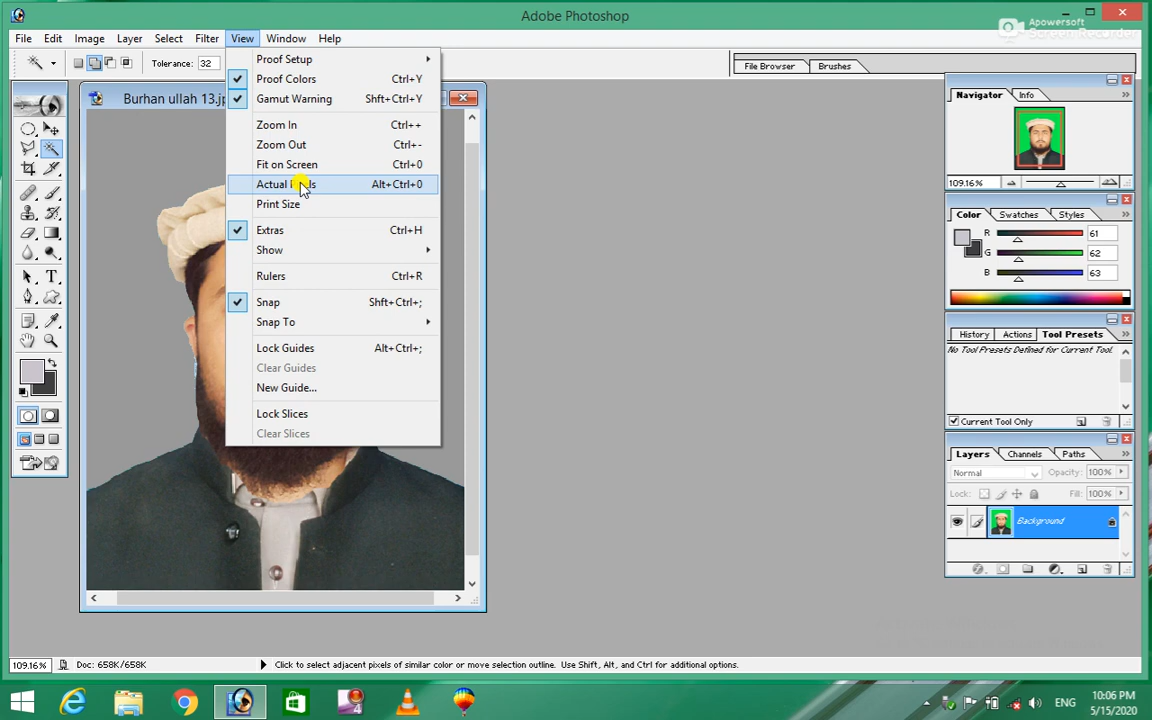 Adobe Photoshop
Apowersoft
Screen Recorder
File Edit Image Layer Select Filter View Window Help
Tolerance: 32
File Browser Brushes
Burhan ullah 13.jp
Proof Setup
Proof Colors Ctrl+Y
Gamut Warning Shft+Ctrl+Y
Zoom In Ctrl++
Zoom Out Ctrl+-
Fit on Screen Ctrl+0
Actual Pixels Alt+Ctrl+0
Print Size
Extras Ctrl+H
Show
Rulers Ctrl+R
Snap Shft+Ctrl+;
Snap To
Lock Guides Alt+Ctrl+;
Clear Guides
New Guide...
Lock Slices
Clear Slices
Navigator Info
109.16%
Color Swatches Styles
R 61
G 62
B 63
History Actions Tool Presets
No Tool Presets Defined for Current Tool.
Current Tool Only
Layers Channels Paths
Normal Opacity: 100%
Lock: Fill: 100%
Background
109.16% Doc: 658K/658K Click to select adjacent pixels of similar color or move selection outline. Use Shift, Alt, and Ctrl for additional options.
ENG
10:06 PM
5/15/2020